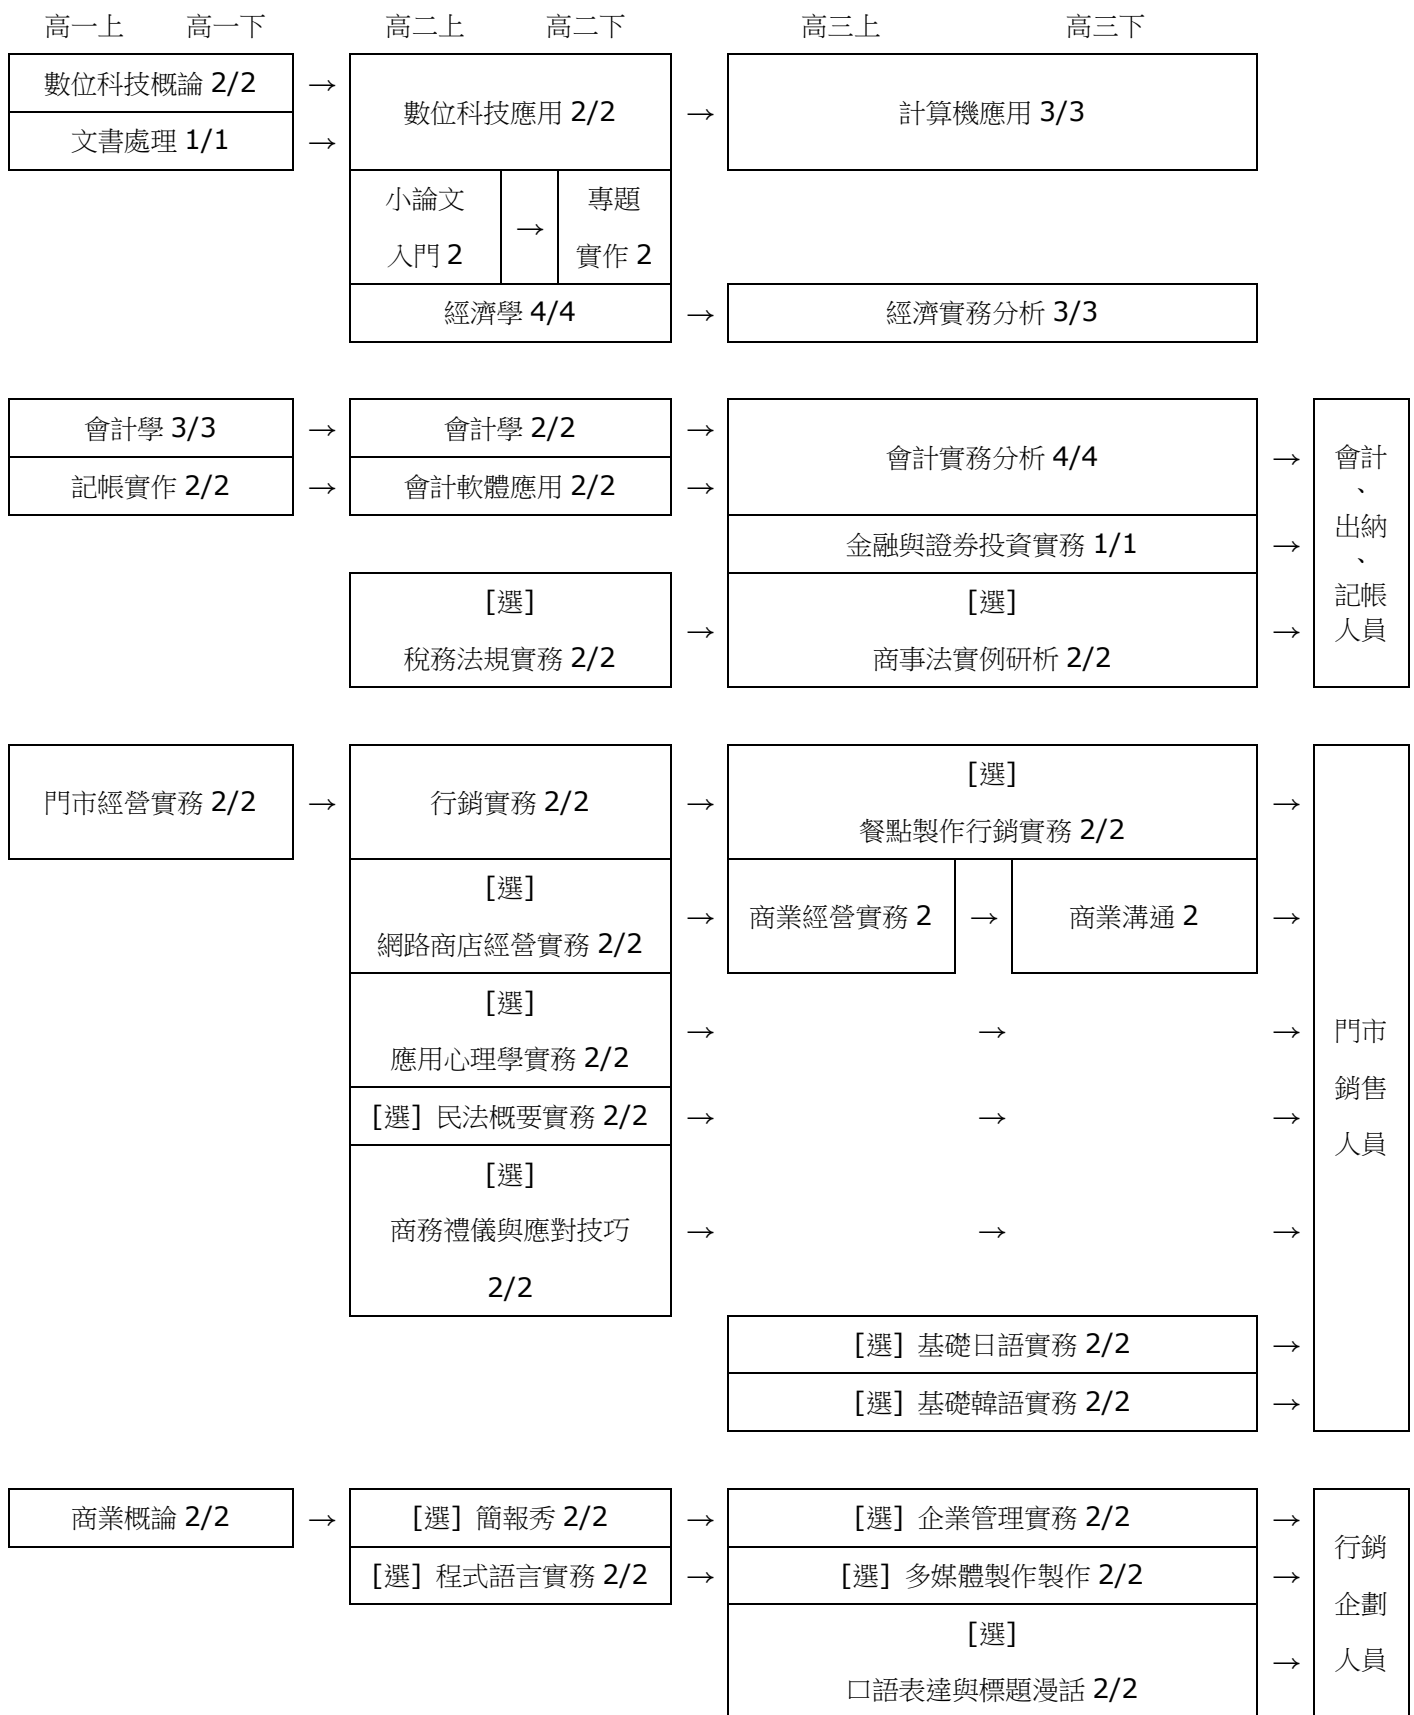 高一上 高一下 高二上 高二下 高三上 高三下
數位科技概論 2/2 → 數位科技應用 2/2 → 計算機應用 3/3
文書處理 1/1 →
小論文
入門 2
→
專題
實作 2
經濟學 4/4 → 經濟實務分析 3/3
會計學 3/3 → 會計學 2/2 → 會計實務分析 4/4 →
記帳實作 2/2 → 會計軟體應用 2/2 →
金融與證券投資實務 1/1 →
[選]
稅務法規實務 2/2
→
[選]
商事法實例研析 2/2
→
會計
、
出納
、
記帳
人員
門市經營實務 2/2 → 行銷實務 2/2 →
[選]
餐點製作行銷實務 2/2
→
[選]
網路商店經營實務 2/2
→ 商業經營實務 2 → 商業溝通 2 →
[選]
應用心理學實務 2/2
→ → →
[選] 民法概要實務 2/2 → → →
[選]
商務禮儀與應對技巧
2/2
→ → →
[選] 基礎日語實務 2/2 →
[選] 基礎韓語實務 2/2 →
門市
銷售
人員
商業概論 2/2 → [選] 簡報秀 2/2 → [選] 企業管理實務 2/2 →
[選] 程式語言實務 2/2 → [選] 多媒體製作製作 2/2 →
[選]
口語表達與標題漫話 2/2
→
行銷
企劃
人員